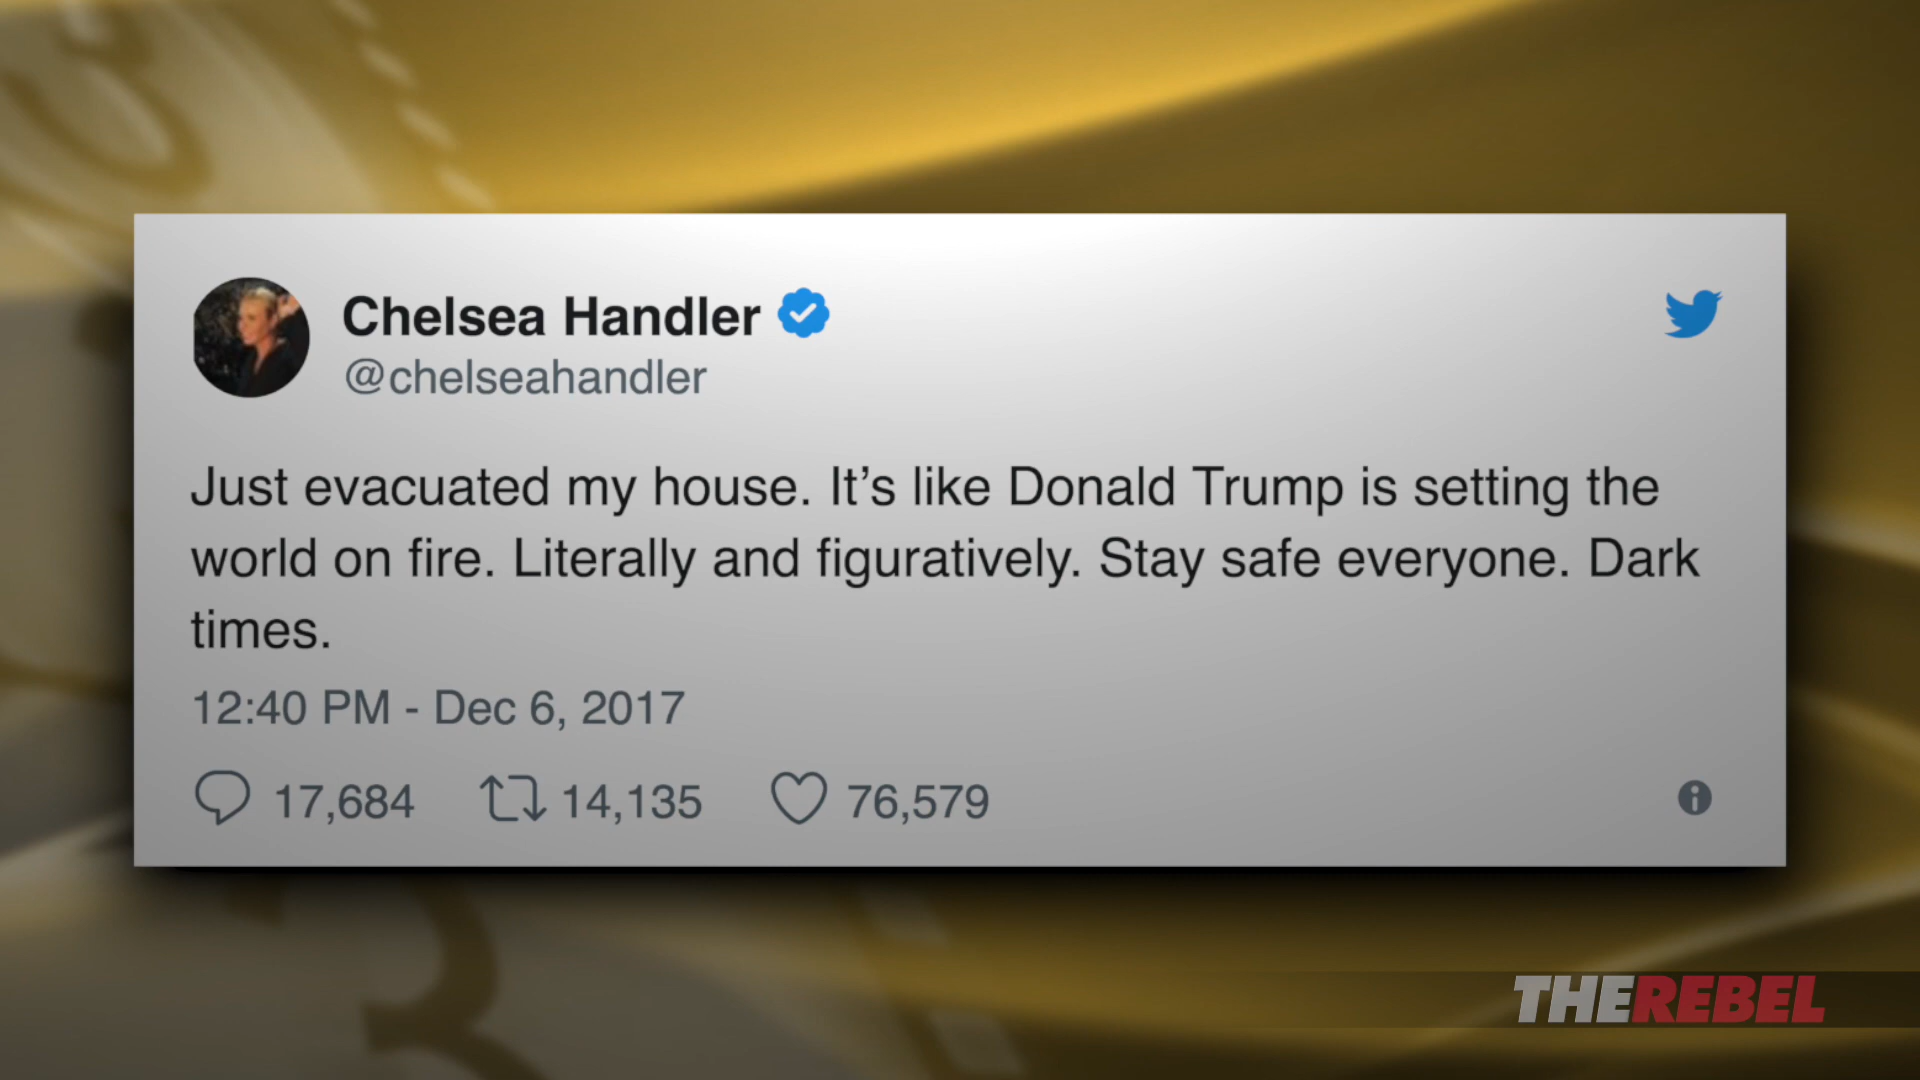 Chelsea Handler
@chelseahandler
Just evacuated my house. It’s like Donald Trump is setting the
world on fire. Literally and figuratively. Stay safe everyone. Dark
times.
12:40 PM - Dec 6, 2017
17,684 14,135 76,579
THEREBEL